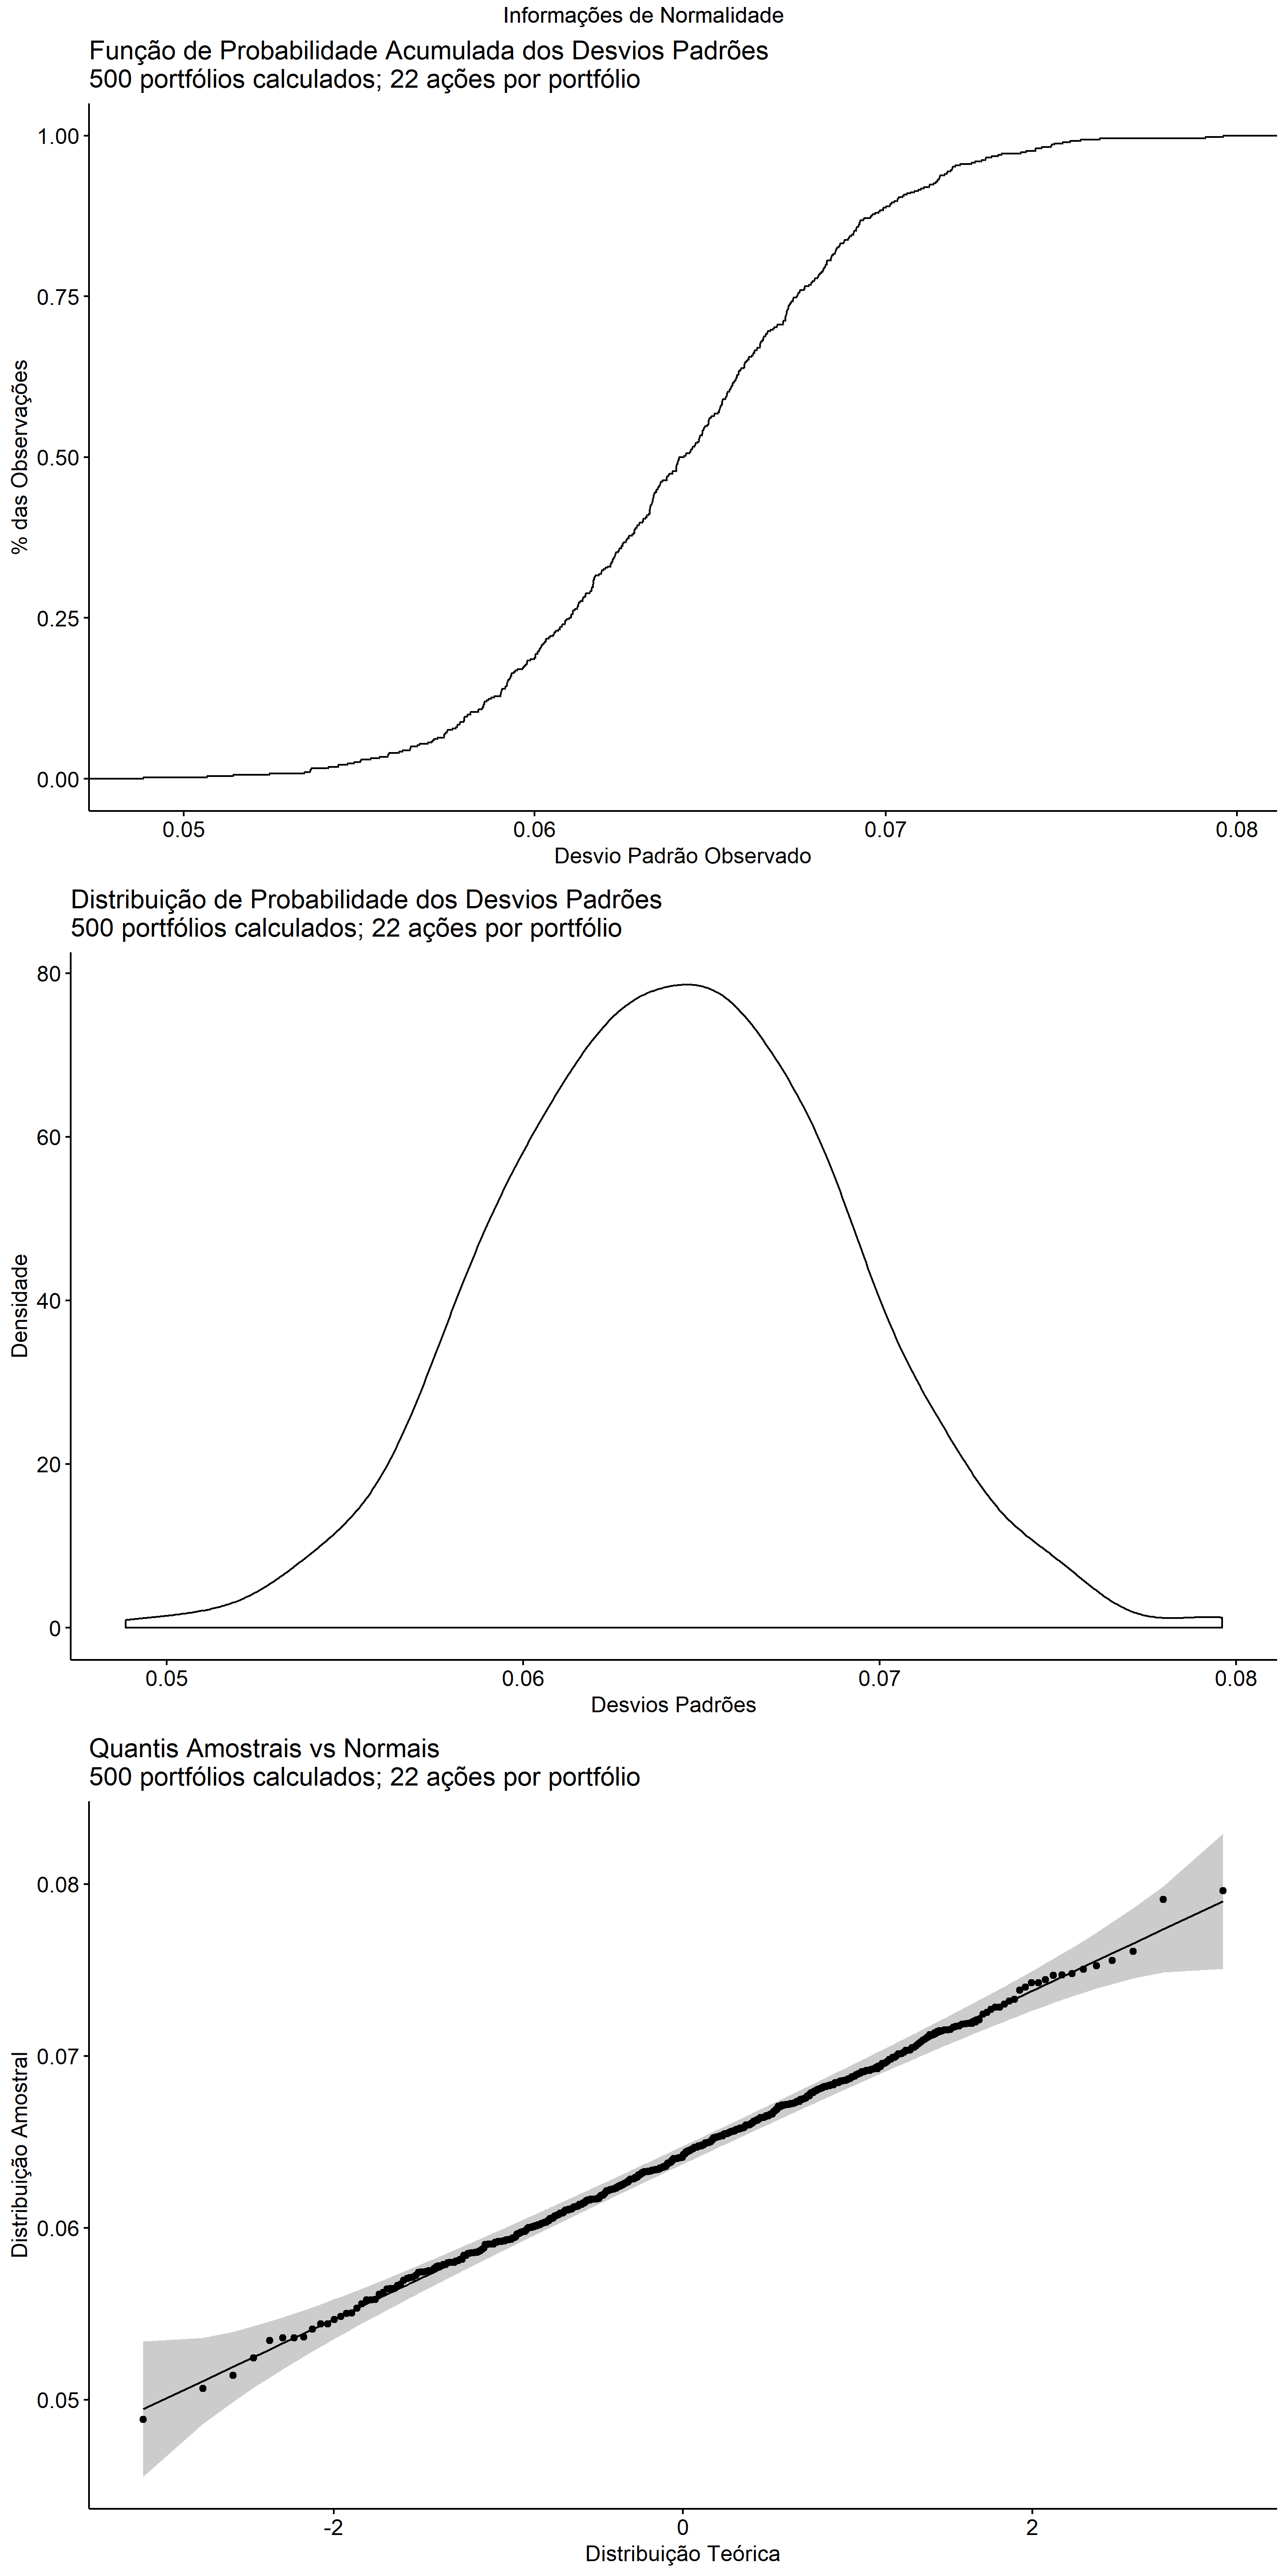 Informações de Normalidade
Função de Probabilidade Acumulada dos Desvios Padrões
500 portfólios calculados; 22 ações por portfólio
% das Observações
1.00
0.75
0.50
0.25
0.00
0.05 0.06 0.07 0.08
Desvio Padrão Observado
Distribuição de Probabilidade dos Desvios Padrões
500 portfólios calculados; 22 ações por portfólio
Densidade
80
60
40
20
0
0.05 0.06 0.07 0.08
Desvios Padrões
Quantis Amostrais vs Normais
500 portfólios calculados; 22 ações por portfólio
Distribuição Amostral
0.08
0.07
0.06
0.05
-2 0 2
Distribuição Teórica